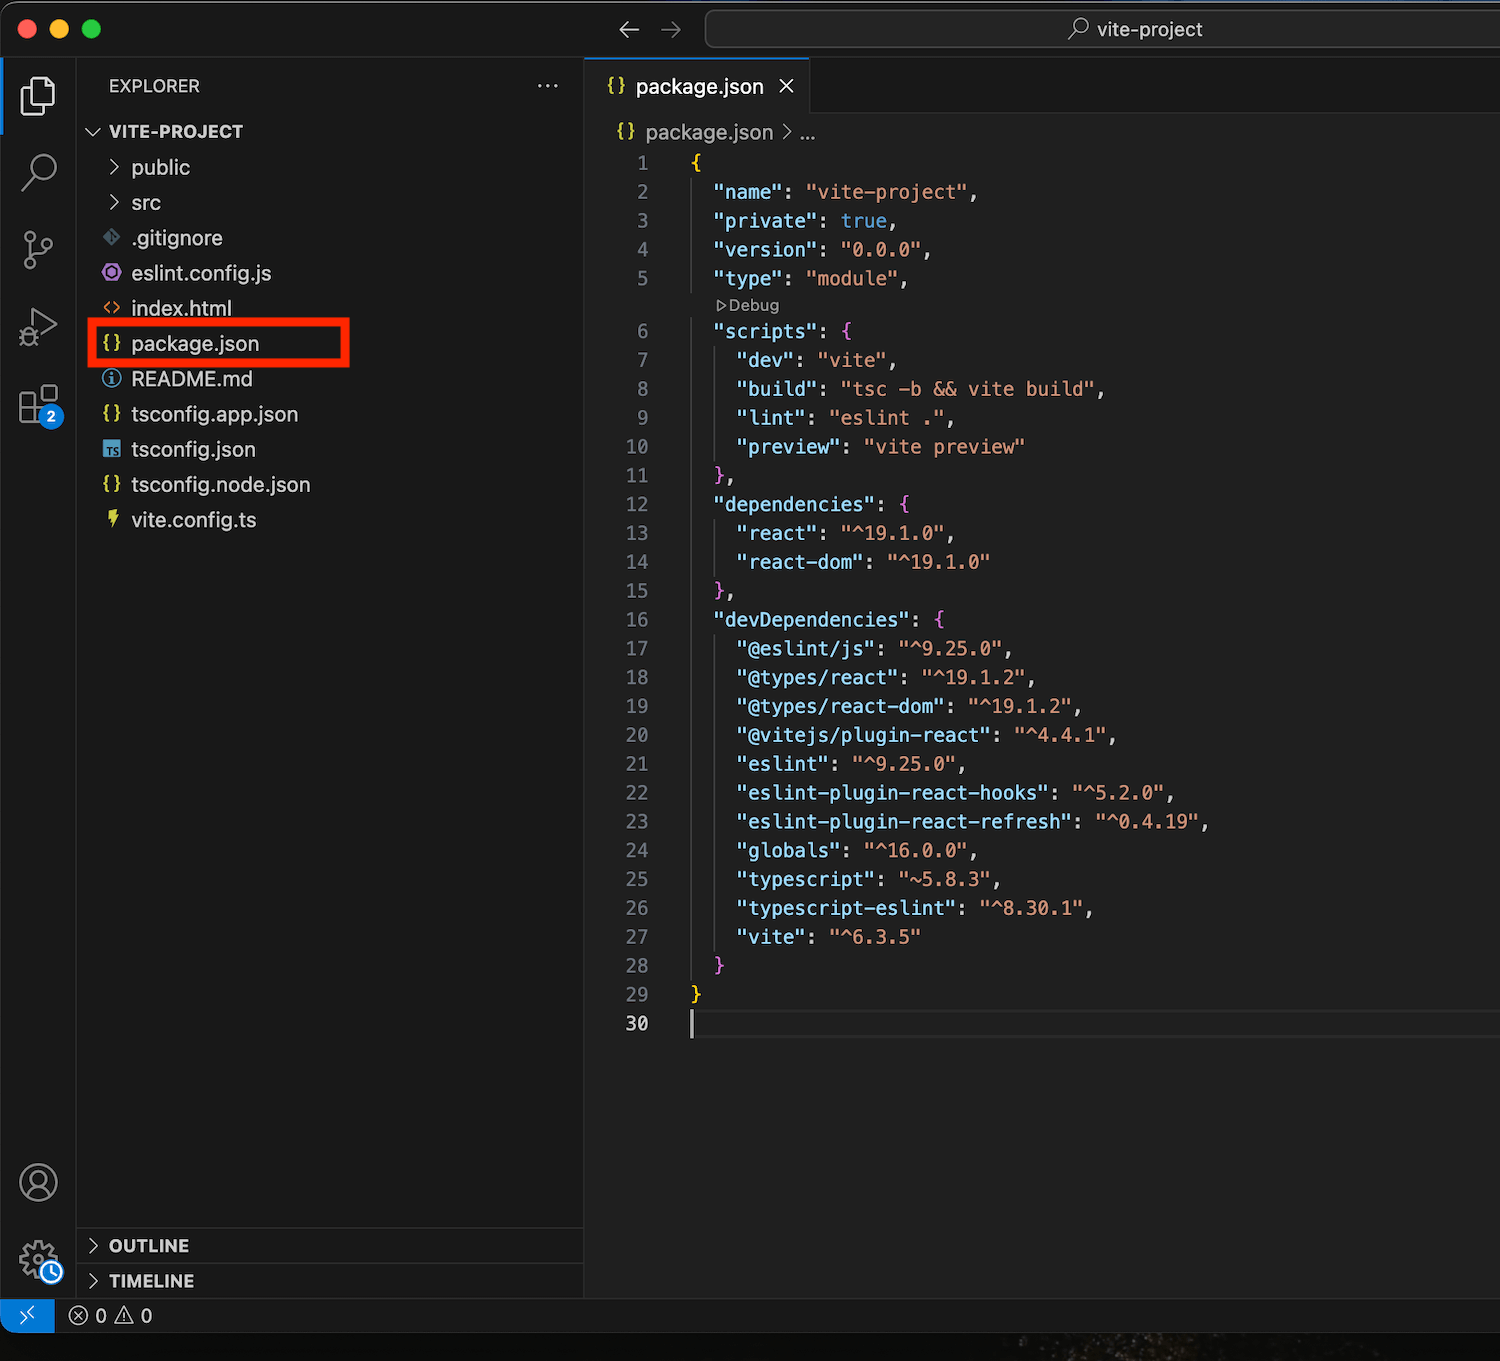 vite-project
EXPLORER
VITE-PROJECT
public
src
.gitignore
eslint.config.js
index.html
{} package.json
README.md
{} tsconfig.app.json
TS tsconfig.json
{} tsconfig.node.json
vite.config.ts
2
OUTLINE
TIMELINE
0 0
{} package.json
{} package.json > ...
1 {
2 "name": "vite-project",
3 "private": true,
4 "version": "0.0.0",
5 "type": "module",
Debug
6 "scripts": {
7 "dev": "vite",
8 "build": "tsc -b && vite build",
9 "lint": "eslint .",
10 "preview": "vite preview"
11 },
12 "dependencies": {
13 "react": "^19.1.0",
14 "react-dom": "^19.1.0"
15 },
16 "devDependencies": {
17 "@eslint/js": "^9.25.0",
18 "@types/react": "^19.1.2",
19 "@types/react-dom": "^19.1.2",
20 "@vitejs/plugin-react": "^4.4.1",
21 "eslint": "^9.25.0",
22 "eslint-plugin-react-hooks": "^5.2.0",
23 "eslint-plugin-react-refresh": "^0.4.19",
24 "globals": "^16.0.0",
25 "typescript": "~5.8.3",
26 "typescript-eslint": "^8.30.1",
27 "vite": "^6.3.5"
28 }
29 }
30